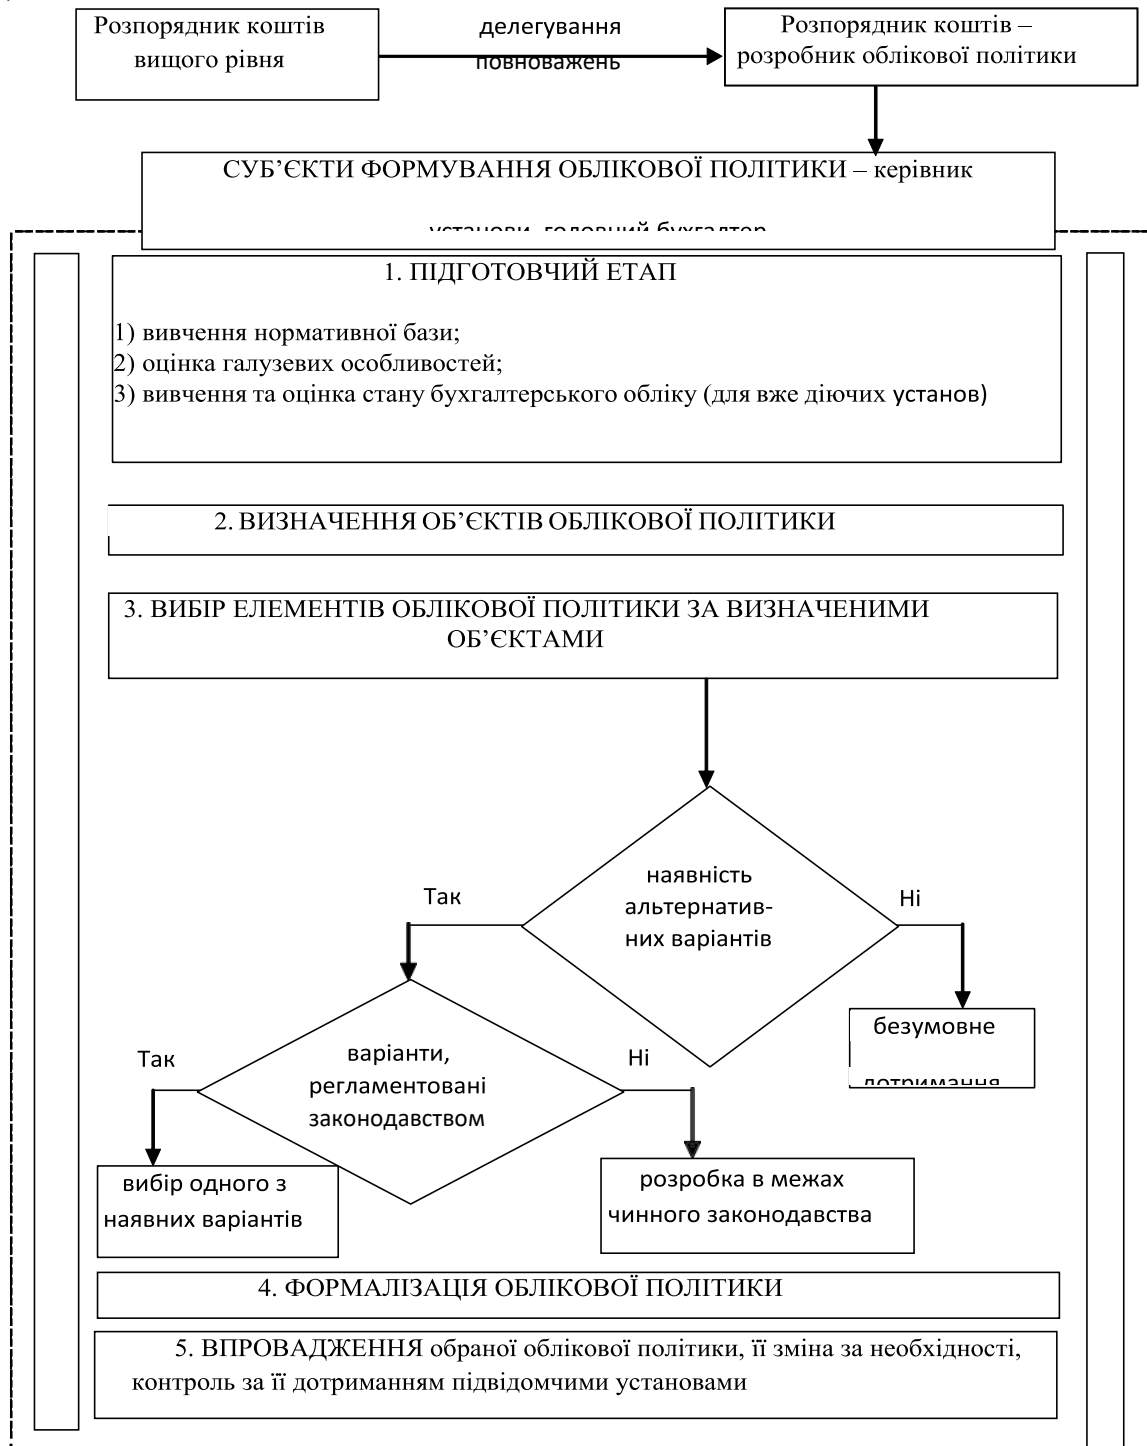 Розпорядник коштів
вищого рівня
делегування
повноважень
Розпорядник коштів –
розробник облікової політики
СУБ’ЄКТИ ФОРМУВАННЯ ОБЛІКОВОЇ ПОЛІТИКИ – керівник
установи, головний бухгалтер
1. ПІДГОТОВЧИЙ ЕТАП
1) вивчення нормативної бази;
2) оцінка галузевих особливостей;
3) вивчення та оцінка стану бухгалтерського обліку (для вже діючих установ)
2. ВИЗНАЧЕННЯ ОБ’ЄКТІВ ОБЛІКОВОЇ ПОЛІТИКИ
3. ВИБІР ЕЛЕМЕНТІВ ОБЛІКОВОЇ ПОЛІТИКИ ЗА ВИЗНАЧЕНИМИ
ОБ’ЄКТАМИ
наявність
альтернатив-
них варіантів
Так
Ні
безумовне
дотримання
варіанти,
регламентовані
законодавством
Так
Ні
вибір одного з
наявних варіантів
розробка в межах
чинного законодавства
4. ФОРМАЛІЗАЦІЯ ОБЛІКОВОЇ ПОЛІТИКИ
5. ВПРОВАДЖЕННЯ обраної облікової політики, її зміна за необхідності,
контроль за її дотриманням підвідомчими установами